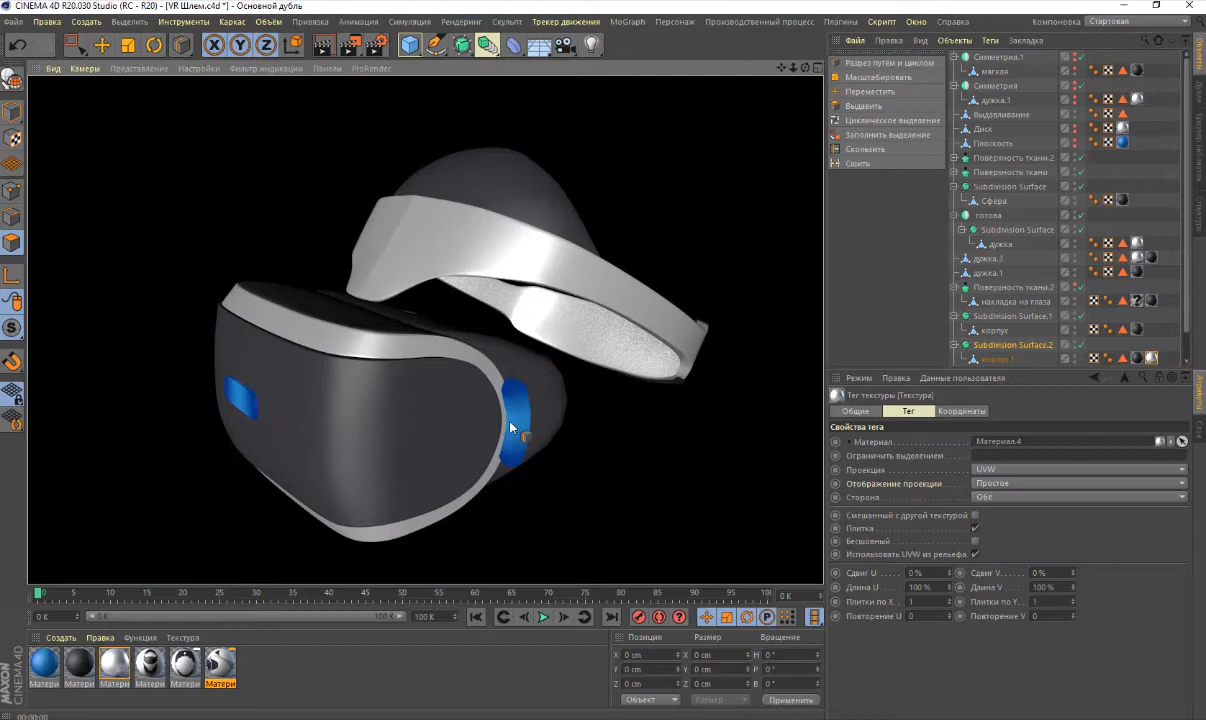 CINEMA 4D R20.030 Studio (RC - R20) - [VR Шлем.c4d *] - Основной дубль
Файл Правка Создать Выделить Инструменты Каркас Объём Привязка Анимация Симуляция Рендеринг Скульпт Трекер движения MoGraph Персонаж Производственный процесс Плагины Скрипт Окно Справка Компоновка Стартовая
Вид Камеры Представление Настройки Фильтр индикации Панели ProRender
Файл Правка Вид Объекты Теги Закладка
Разрез путём и циклом
Масштабировать
Переместить
Выдавить
Циклическое выделение
Заполнить выделение
Скользить
Сшить
Симметрия.1
мягкая
Симметрия
дужка.1
Выдавливание
Диск
Плоскость
Поверхность ткани.2
Поверхность ткани
Subdivision Surface
Сфера
готова
Subdivision Surface
дужка
дужка.3
дужка.1
Поверхность ткани.2
накладка на глаза
Subdivision Surface.1
корпус
Subdivision Surface.2
корпус.1
Режим Правка Данные пользователя
Тег текстуры [Текстура]
Общие Тег Координаты
Свойства тега
Материал Материал.4
Ограничить выделением
Проекция UVW
Отображение проекции Простое
Сторона Обе
Смешанный с другой текстурой
Плитка
Бесшовный
Использовать UVW из рельефа
Сдвиг U 0 % Сдвиг V 0 %
Длина U 100 % Длина V 100 %
Плитки по X 1 Плитки по Y 1
Повторение U 0 Повторение V 0
0 5 10 15 20 25 30 35 40 45 50 55 60 65 70 75 80 85 90 95 0 K
0 K 0 K 100 K 100 K
Создать Правка Функция Текстура
Матери Матери Матери Матери Матери Матери
Позиция Размер Вращение
X 0 cm X 0 cm H 0 °
Y 0 cm Y 0 cm P 0 °
Z 0 cm Z 0 cm B 0 °
Объект Размер Применить
MAXON CINEMA 4D
00:00:00
Объекты
Структура
Атрибуты
Слои